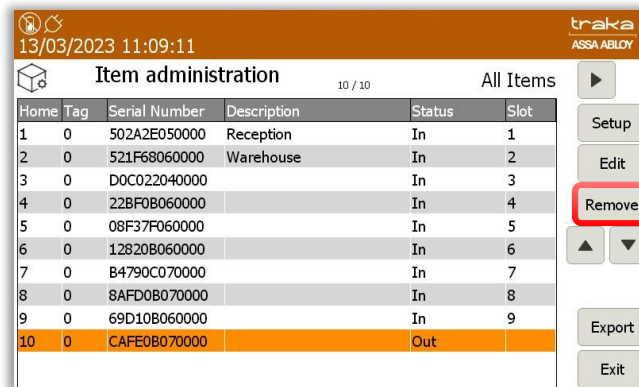 traka
13/03/2023 11:09:11
ASSA ABLOY
Item administration 10 / 10 All Items
Home Tag Serial Number Description Status Slot
Setup
1 0 502A2E050000 Reception In 1
2 0 521F68060000 Warehouse In 2
Edit
3 0 D0C022040000 In 3
4 0 22BF0B060000 In 4
Remove
5 0 08F37F060000 In 5
6 0 12820B060000 In 6
7 0 B4790C070000 In 7
8 0 8AFD0B070000 In 8
9 0 69D10B060000 In 9
Export
10 0 CAFE0B070000 Out
Exit